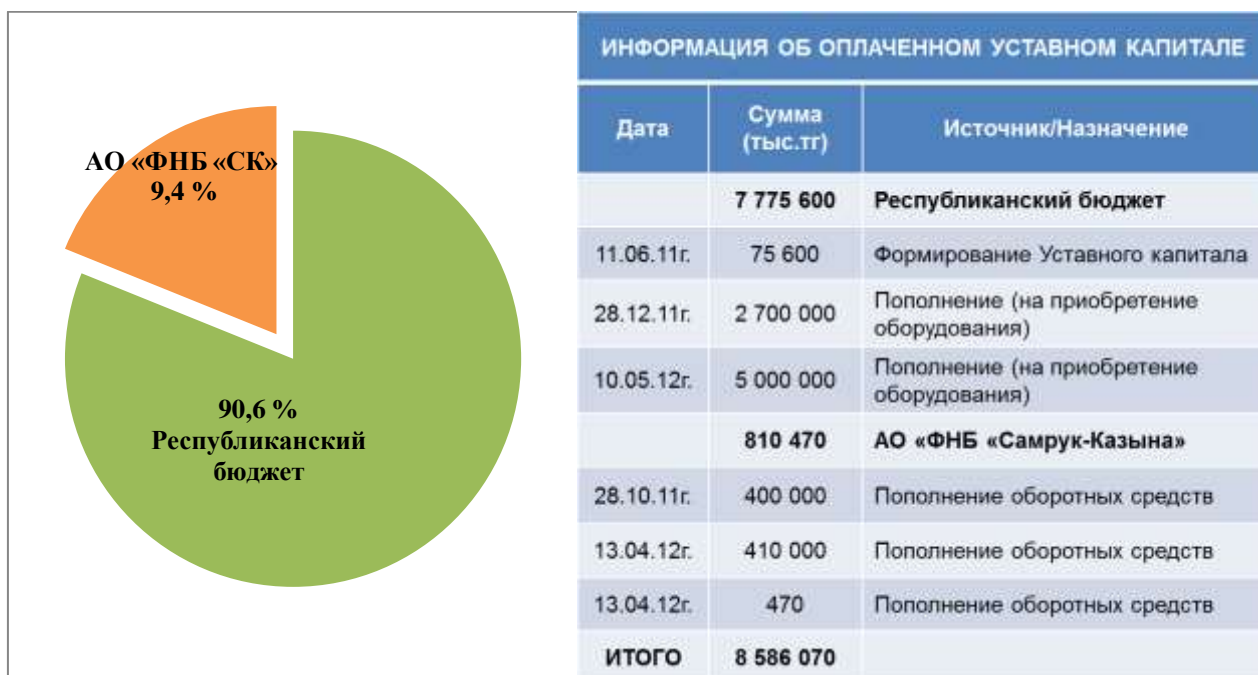 АО «ФНБ «СК»
9,4 %
90,6 %
Республиканский
бюджет
ИНФОРМАЦИЯ ОБ ОПЛАЧЕННОМ УСТАВНОМ КАПИТАЛЕ
Дата
Сумма
(тыс.тг)
Источник/Назначение
7 775 600 Республиканский бюджет
11.06.11г. 75 600 Формирование Уставного капитала
28.12.11г. 2 700 000 Пополнение (на приобретение
оборудования)
10.05.12г. 5 000 000 Пополнение (на приобретение
оборудования)
810 470 АО «ФНБ «Самрук-Казына»
28.10.11г. 400 000 Пополнение оборотных средств
13.04.12г. 410 000 Пополнение оборотных средств
13.04.12г. 470 Пополнение оборотных средств
ИТОГО 8 586 070